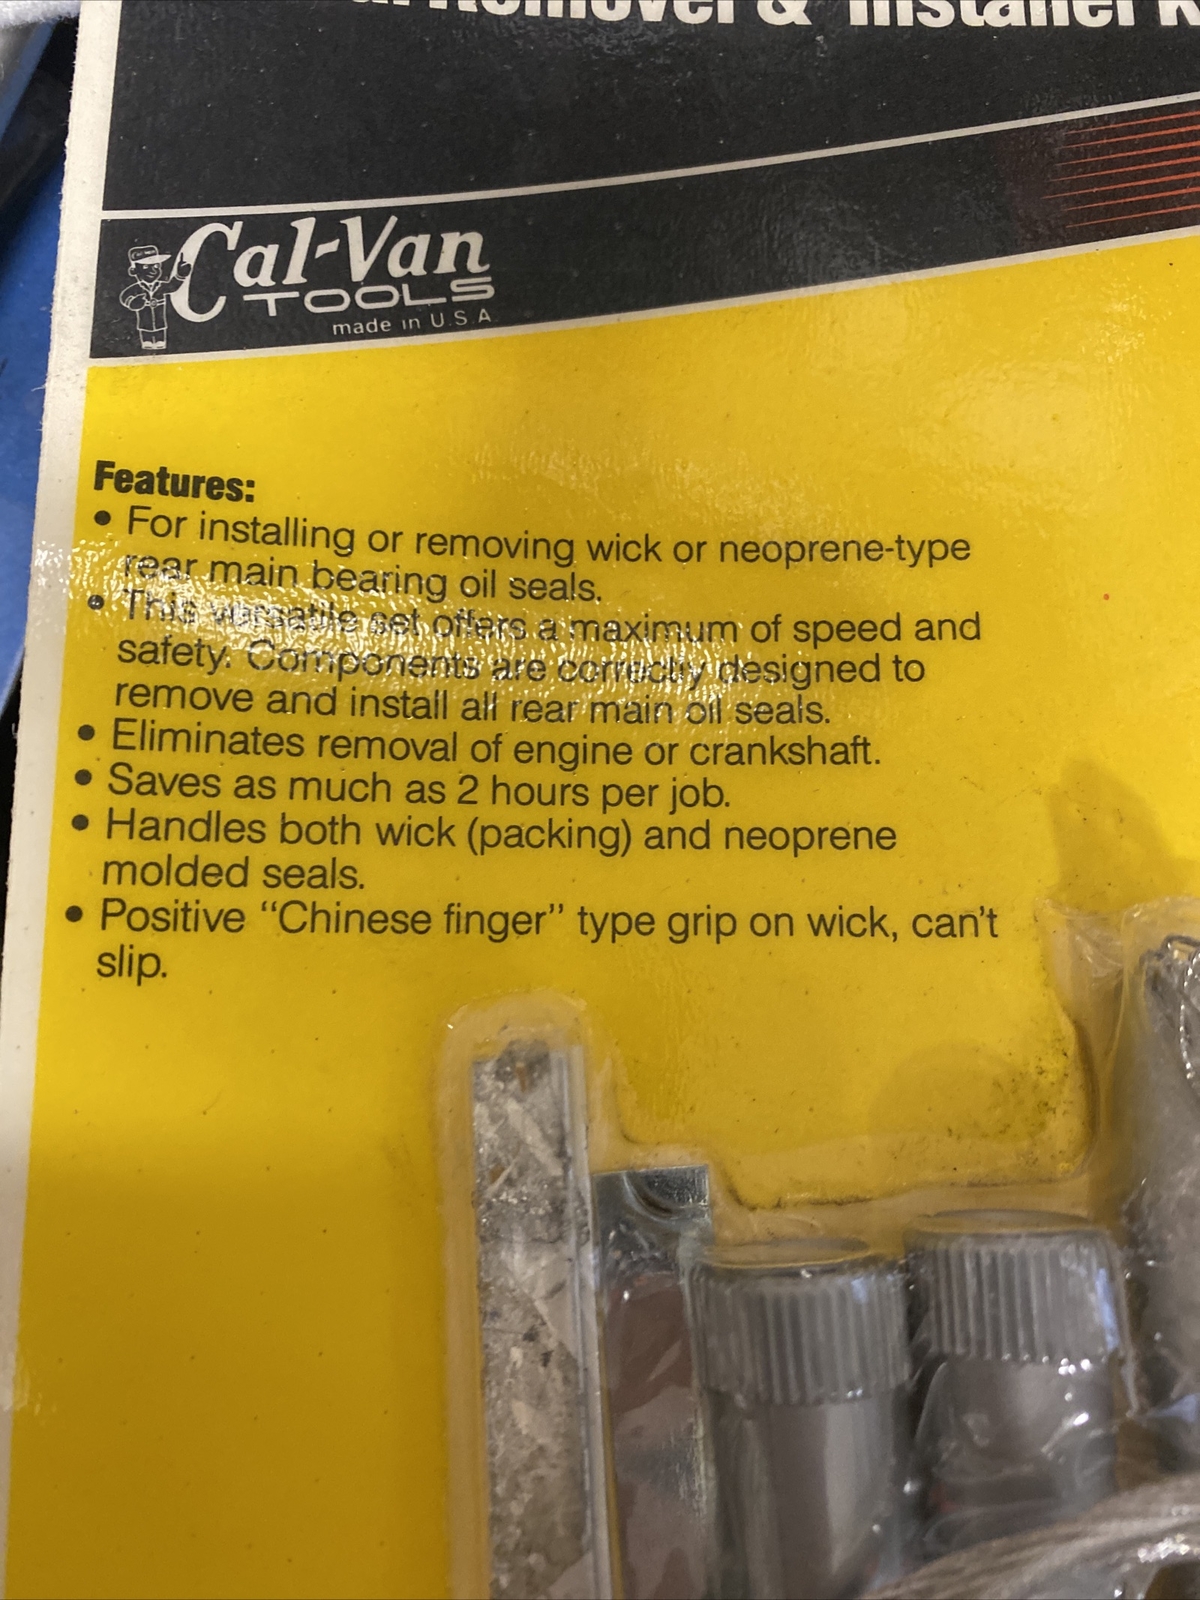 Remover & Installer
Cal-Van
TOOLS
made in U.S.A
Features:
• For installing or removing wick or neoprene-type
rear main bearing oil seals.
• This versatile set offers a maximum of speed and
safety. Components are correctly designed to
remove and install all rear main oil seals.
• Eliminates removal of engine or crankshaft.
• Saves as much as 2 hours per job.
• Handles both wick (packing) and neoprene
molded seals.
• Positive “Chinese finger” type grip on wick, can't
slip.